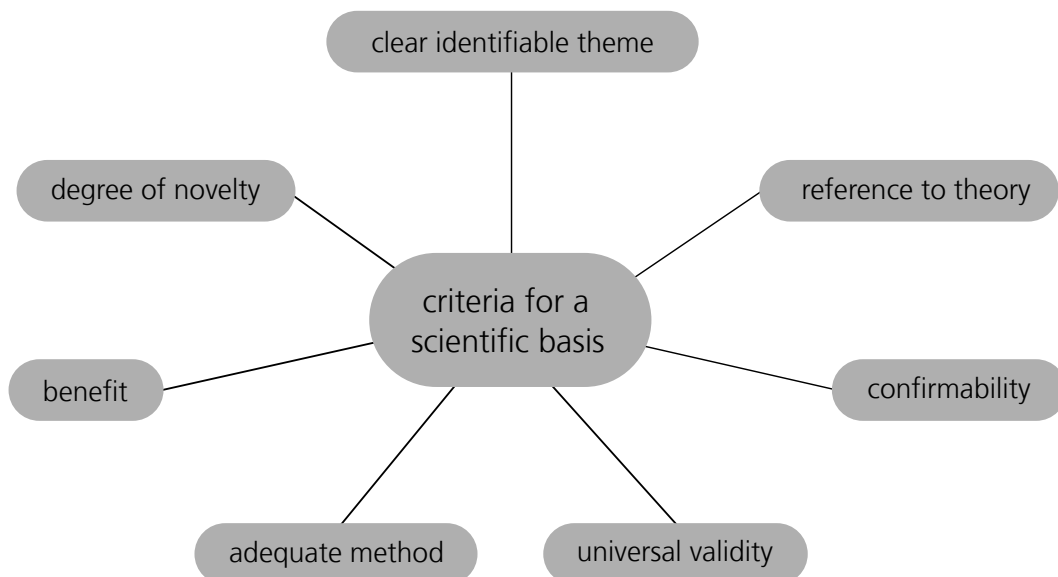 clear identifiable theme
degree of novelty
reference to theory
criteria for a
scientific basis
benefit
confirmability
adequate method
universal validity